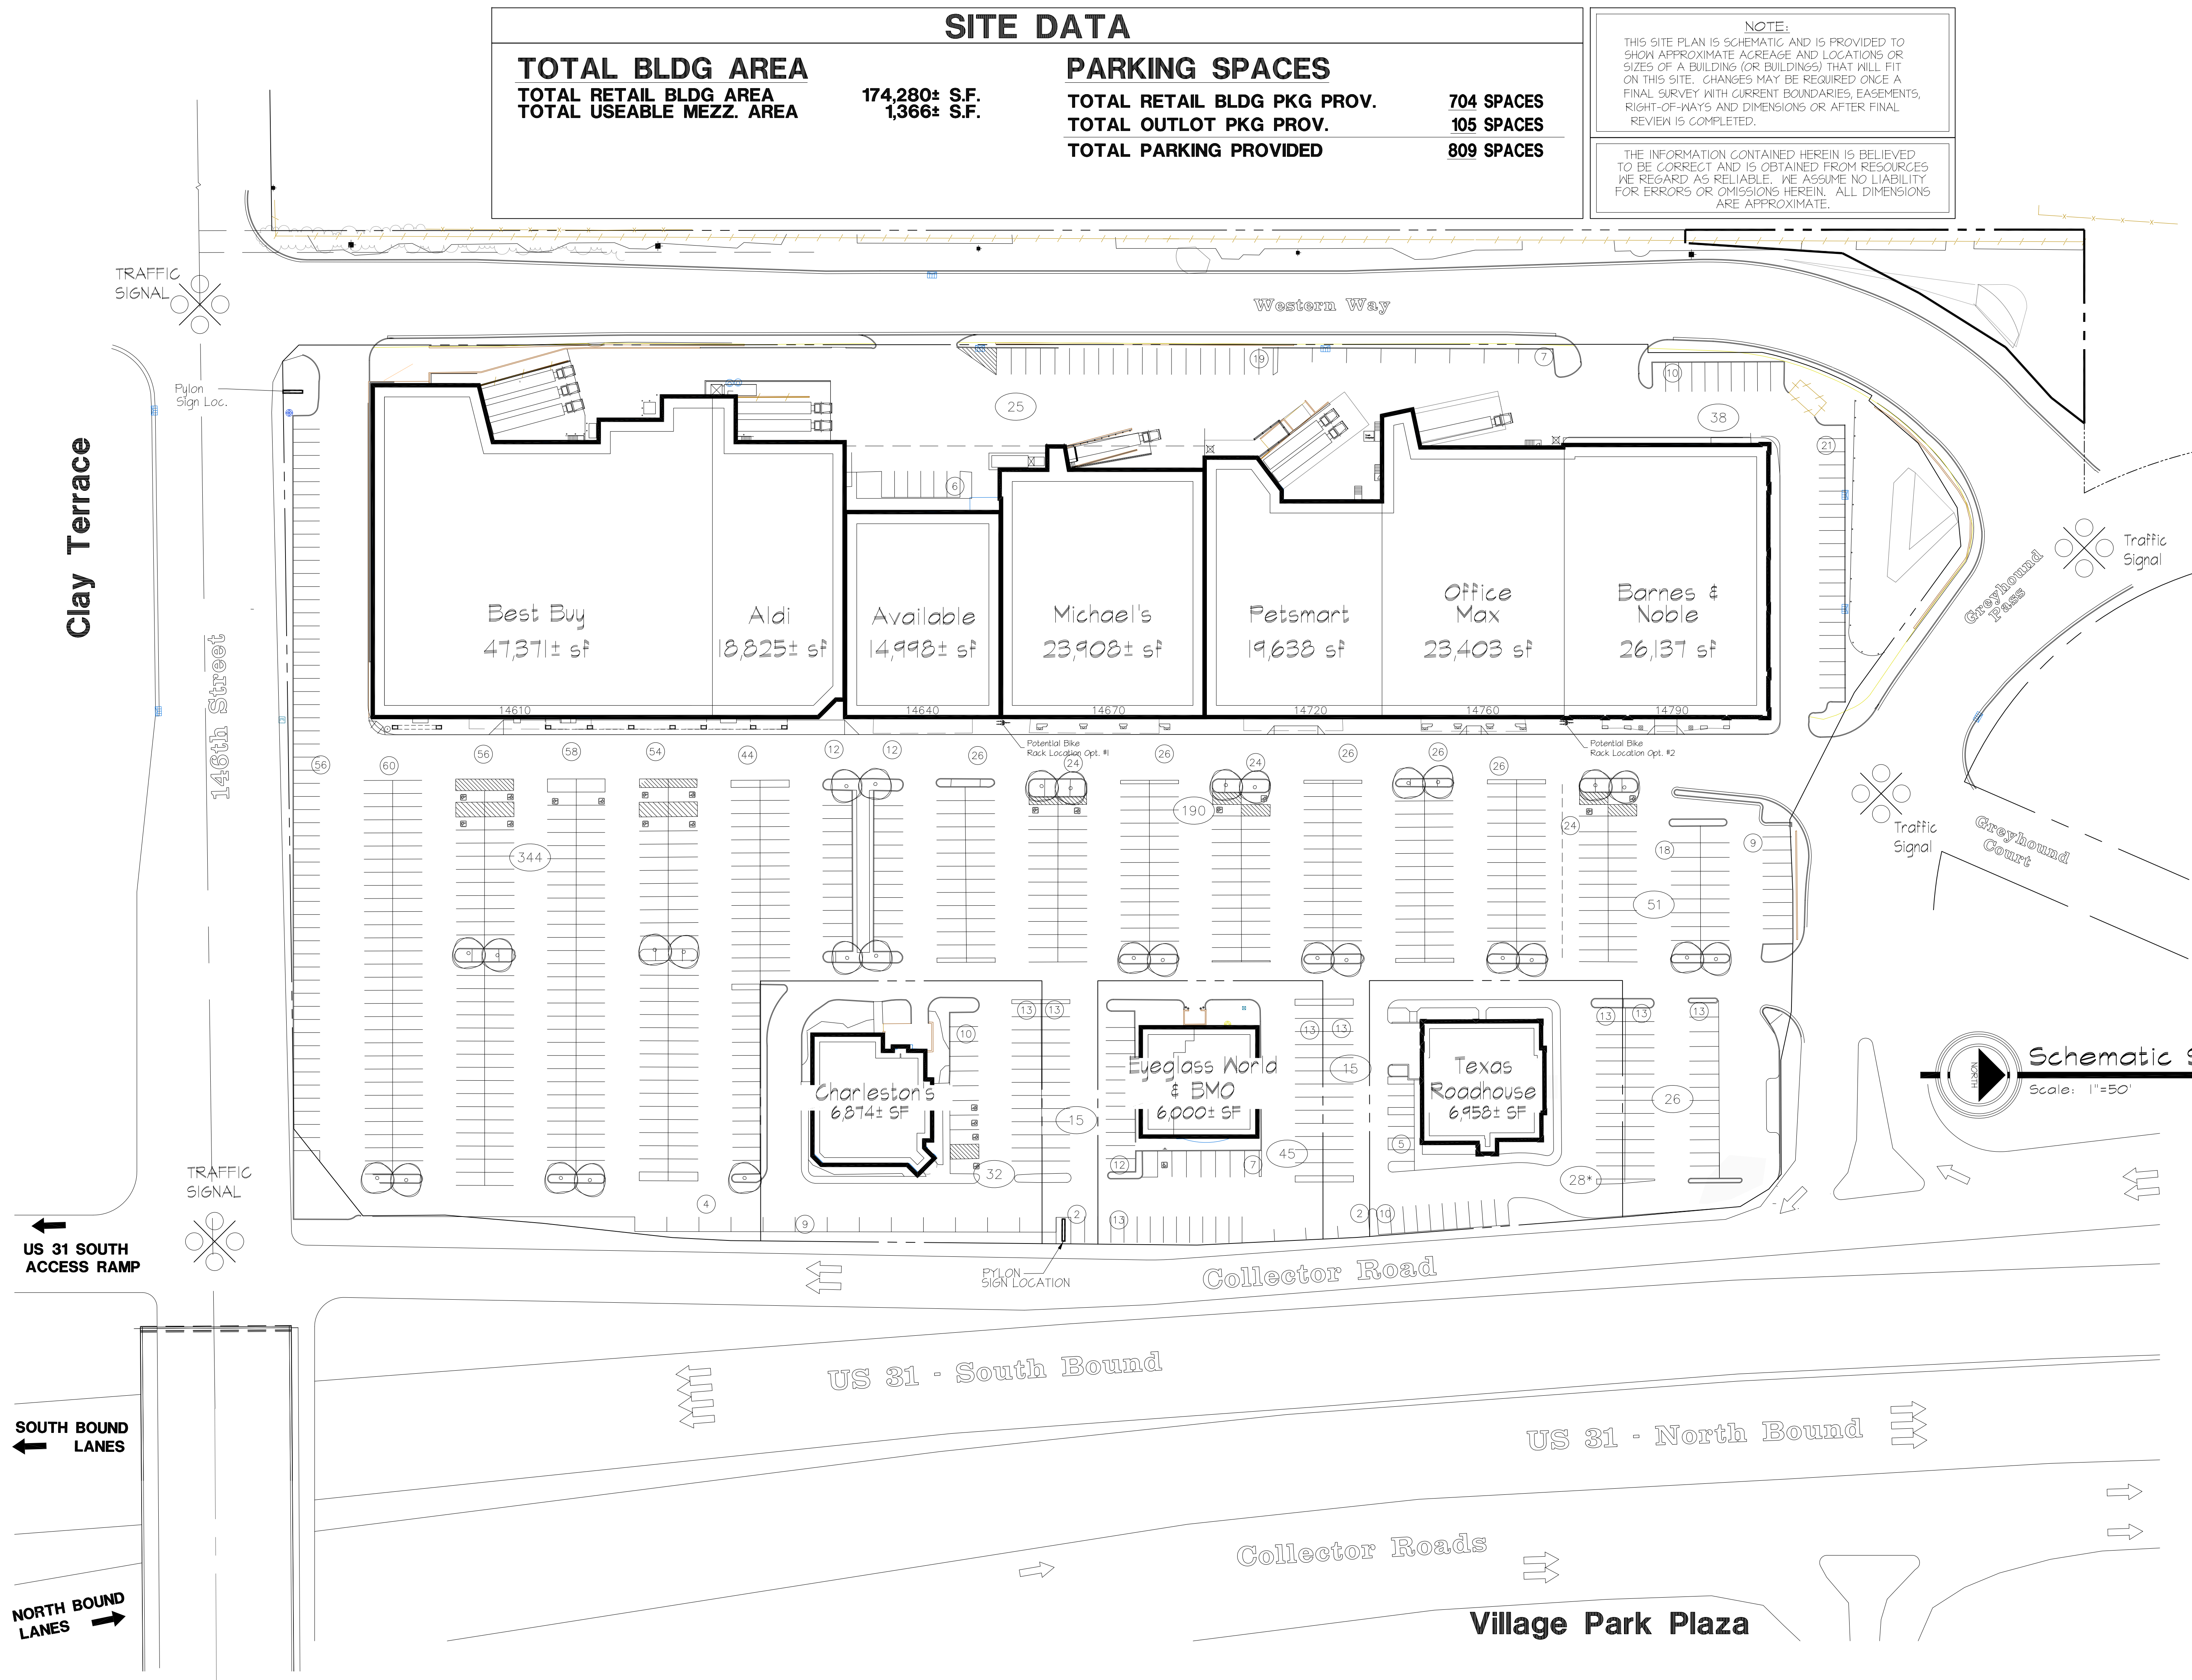 SITE DATA
TOTAL BLDG AREA
TOTAL RETAIL BLDG AREA 174,280± S.F.
TOTAL USEABLE MEZZ. AREA 1,366± S.F.
PARKING SPACES
TOTAL RETAIL BLDG PKG PROV. 704 SPACES
TOTAL OUTLOT PKG PROV. 105 SPACES
TOTAL PARKING PROVIDED 809 SPACES
NOTE:
THIS SITE PLAN IS SCHEMATIC AND IS PROVIDED TO
SHOW APPROXIMATE ACREAGE AND LOCATIONS OR
SIZES OF A BUILDING (OR BUILDINGS) THAT WILL FIT
ON THIS SITE. CHANGES MAY BE REQUIRED ONCE A
FINAL SURVEY WITH CURRENT BOUNDARIES, EASEMENTS,
RIGHT-OF-WAYS AND DIMENSIONS OR AFTER FINAL
REVIEW IS COMPLETED.
THE INFORMATION CONTAINED HEREIN IS BELIEVED
TO BE CORRECT AND IS OBTAINED FROM RESOURCES
WE REGARD AS RELIABLE. WE ASSUME NO LIABILITY
FOR ERRORS OR OMISSIONS HEREIN. ALL DIMENSIONS
ARE APPROXIMATE.
TRAFFIC
SIGNAL
Western Way
Pylon
Sign Loc.
19
7
10
25
38
21
6
Clay Terrace
146th Street
Best Buy
47,371± sf
Aldi
18,825± sf
Available
14,998± sf
Michael's
23,908± sf
Petsmart
19,638 sf
Office
Max
23,403 sf
Barnes &
Noble
26,137 sf
14610
14640
14670
14720
14760
14790
Traffic
Signal
Greyhound
Pass
Potential Bike
Rack Location Opt. #1
Potential Bike
Rack Location Opt. #2
56
60
56
58
54
44
12
12
26
24
26
24
26
26
26
24
18
9
344
190
51
Traffic
Signal
Greyhound
Court
Charleston's
6,874± SF
Eyeglass World
& BMO
6,000± SF
Texas
Roadhouse
6,958± SF
10
13
13
13
13
13
13
13
15
15
26
5
12
7
45
32
28*
4
9
2
13
2
10
NORTH
Schematic S
Scale: 1"=50'
TRAFFIC
SIGNAL
US 31 SOUTH
ACCESS RAMP
PYLON
SIGN LOCATION
Collector Road
US 31 - South Bound
SOUTH BOUND
LANES
US 31 - North Bound
Collector Roads
NORTH BOUND
LANES
Village Park Plaza